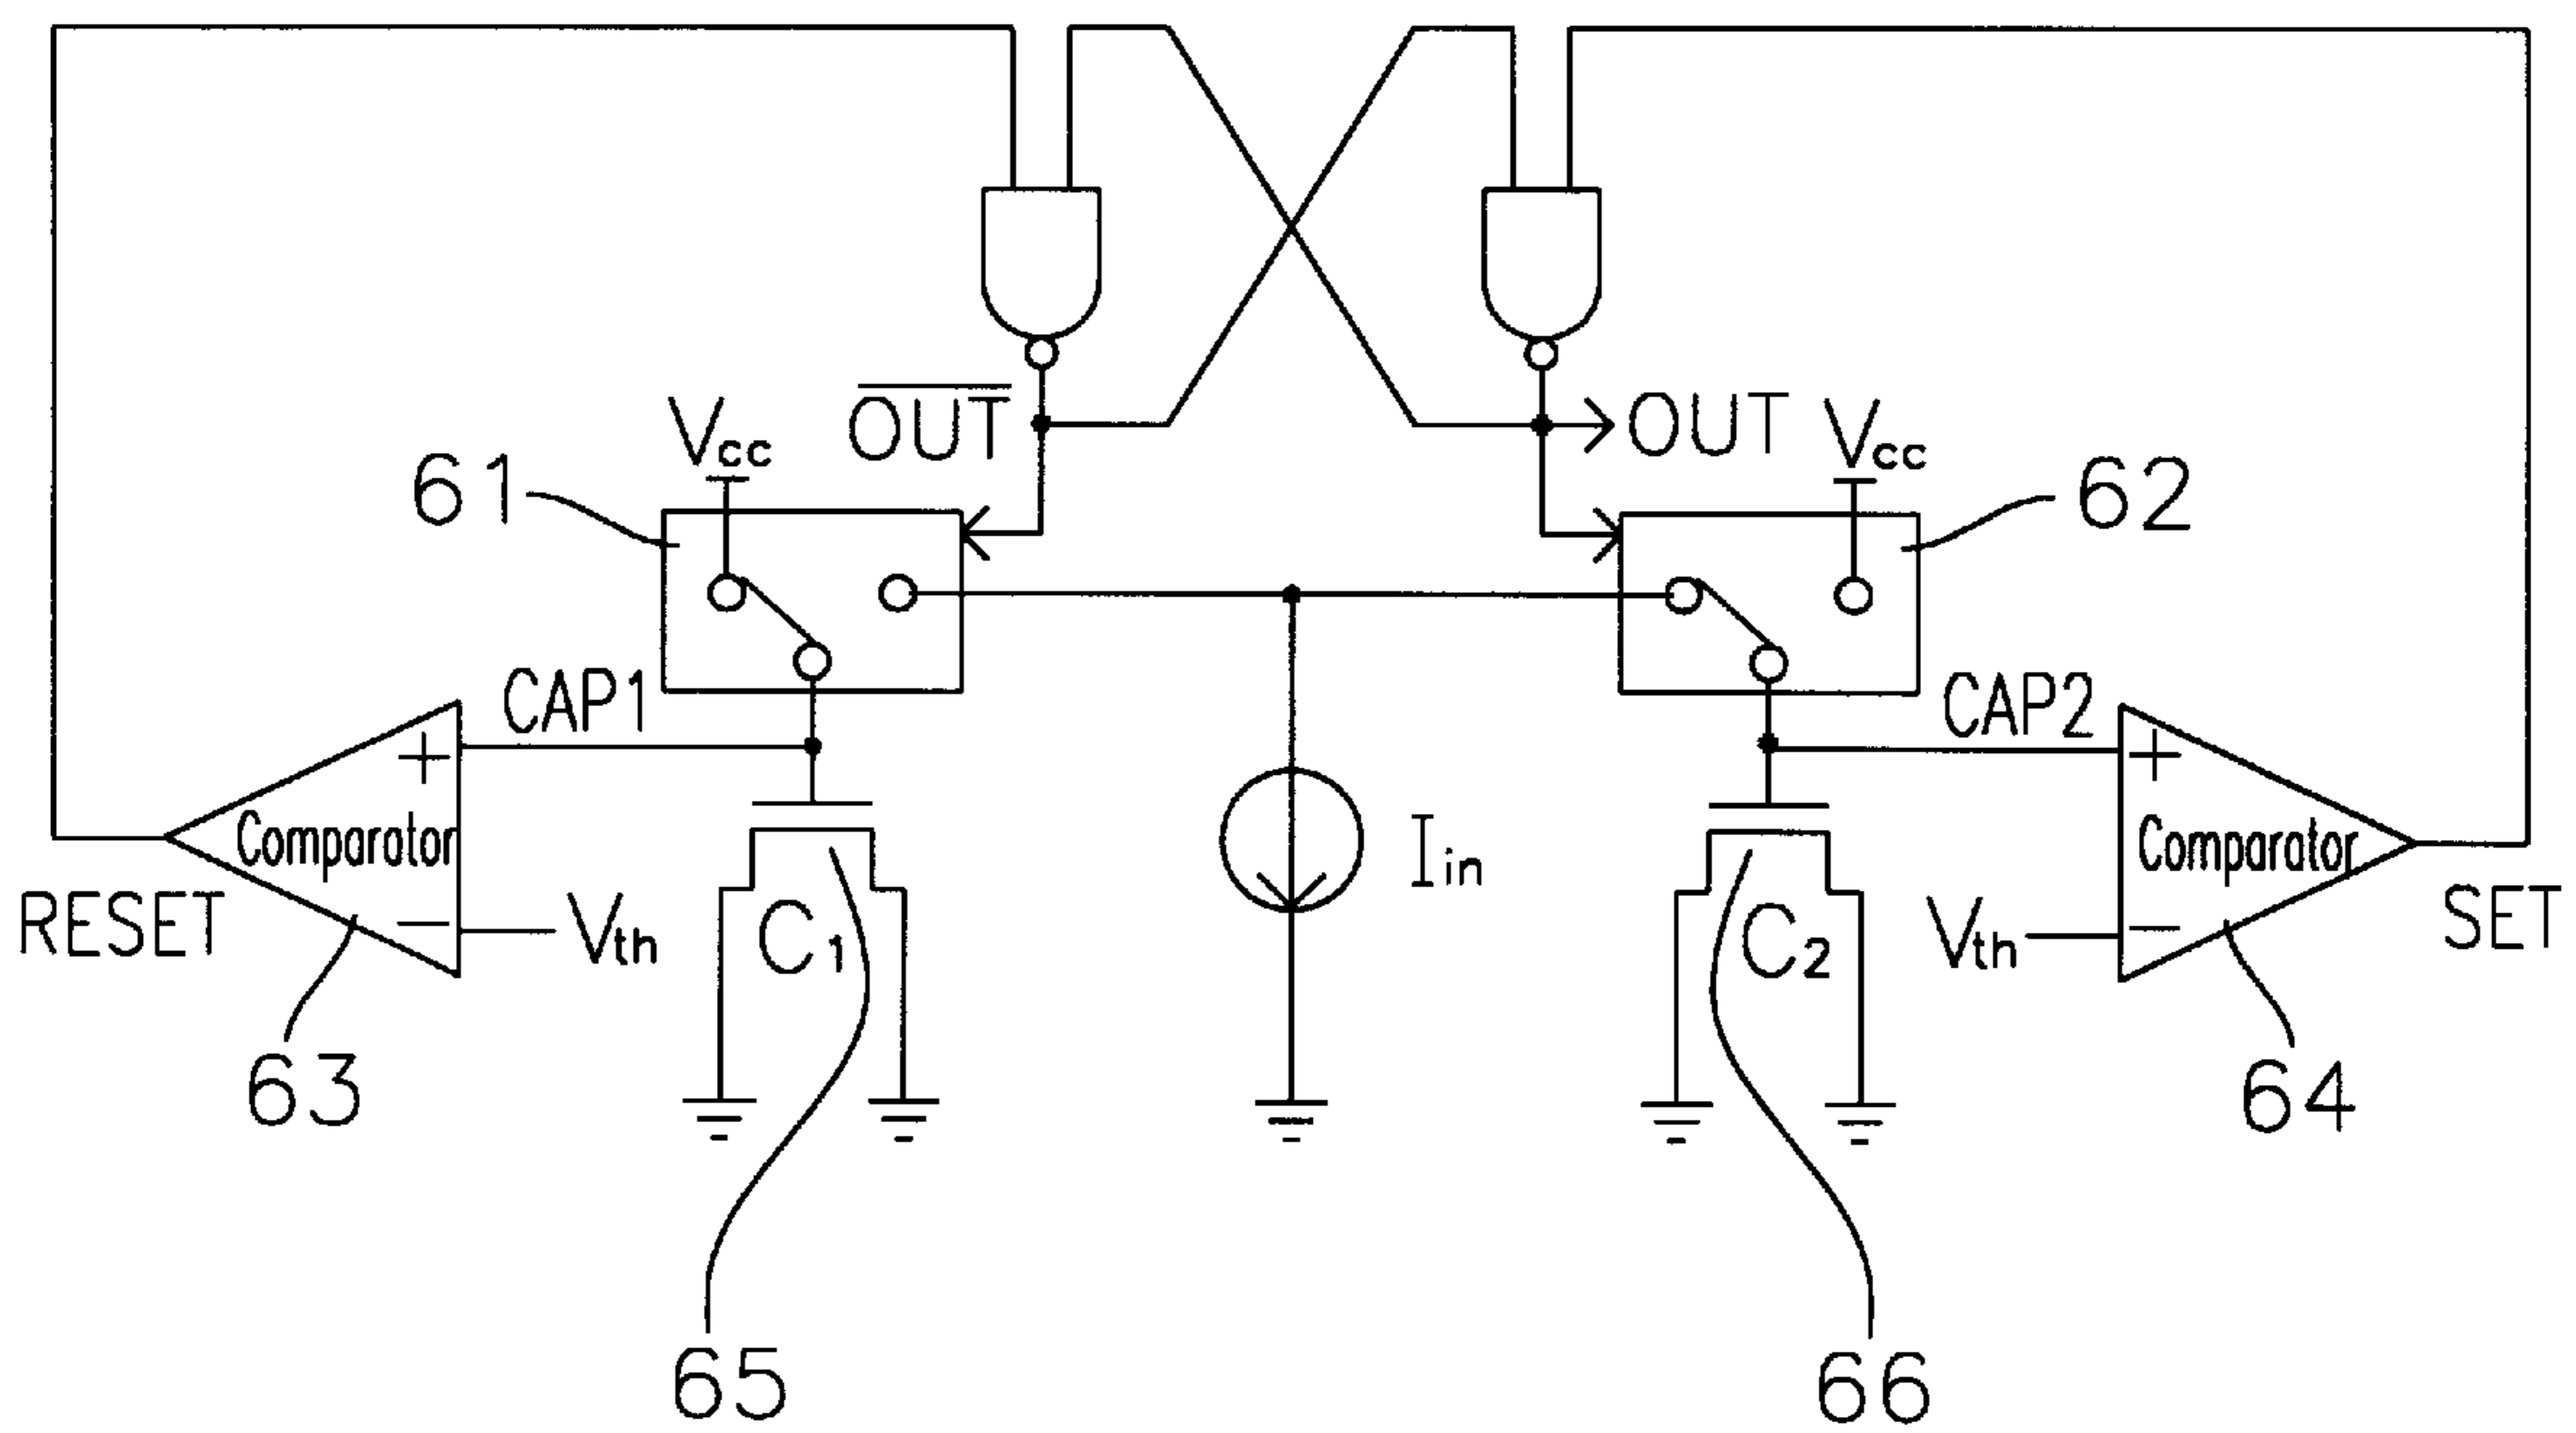 OUT
OUT
Vcc
Vcc
61
62
CAP1
CAP2
+
+
Comparator
Comparator
Iin
RESET
−
Vth
C1
C2
Vth
−
SET
63
64
65
66